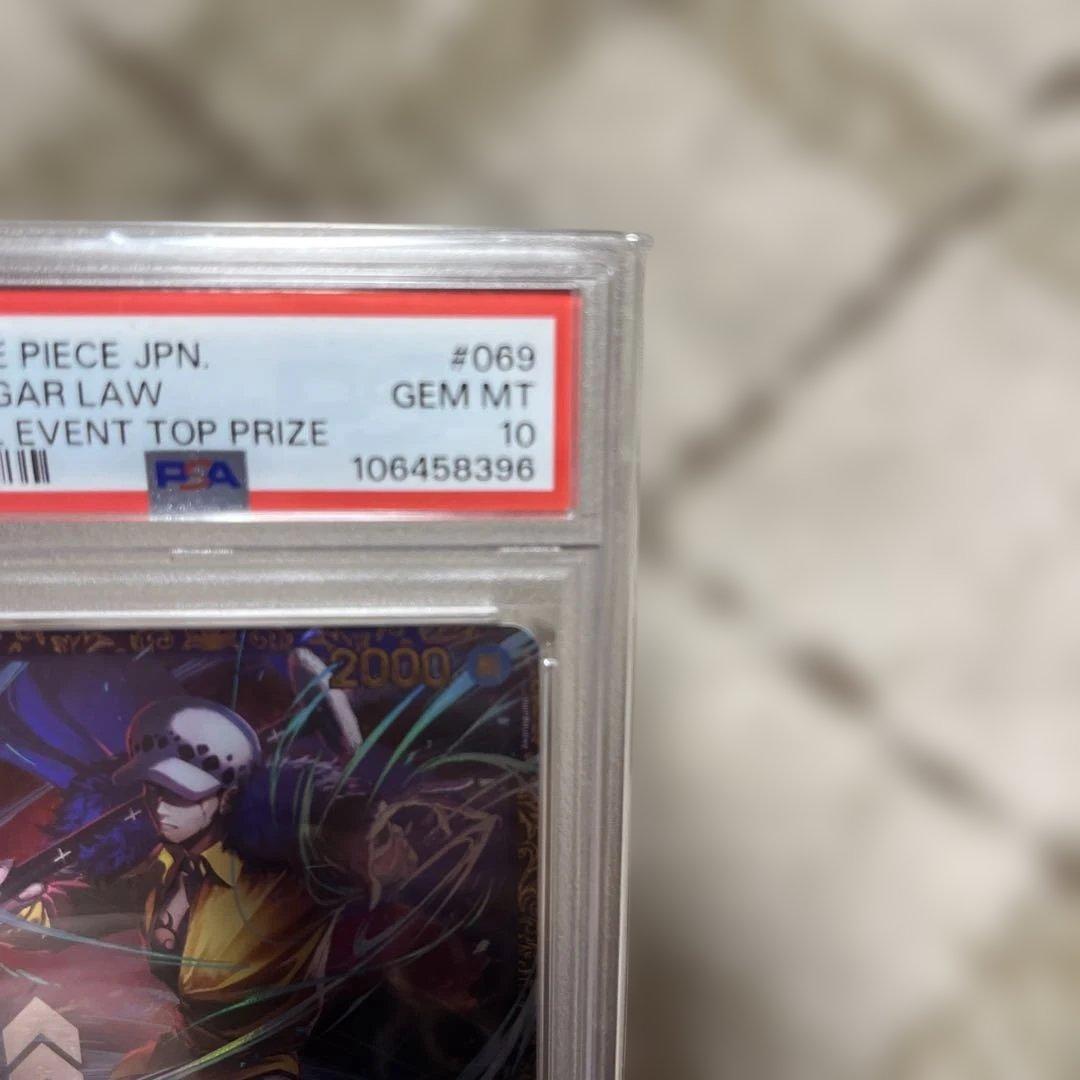 E PIECE JPN. #069
GAR LAW GEM MT
L EVENT TOP PRIZE 10
106458396
PSA
2000